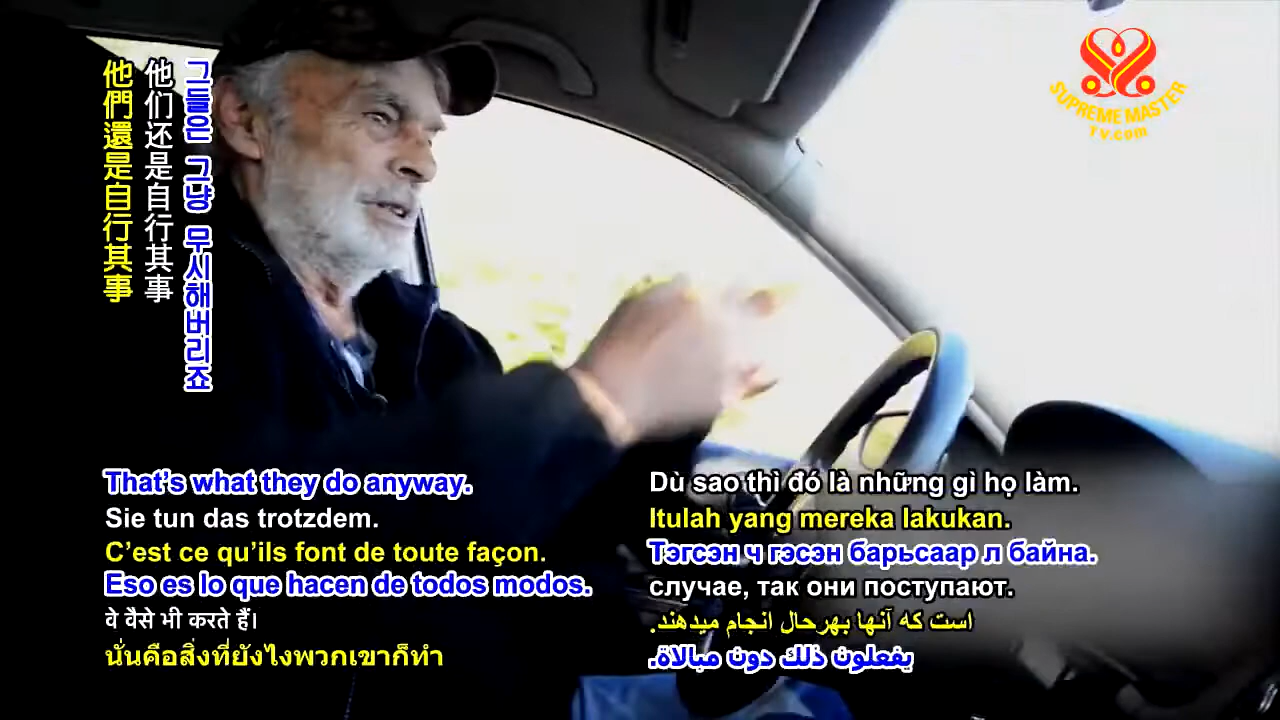 他們還是自行其事
他们还是自行其事
그들은 그냥 무시해버리죠
SUPREME MASTER
TV.com
That's what they do anyway.
Sie tun das trotzdem.
C'est ce qu'ils font de toute façon.
Eso es lo que hacen de todos modos.
वे वैसे भी करते हैं।
นั่นคือสิ่งที่ยังไงพวกเขาก็ทำ
Dù sao thì đó là những gì họ làm.
Itulah yang mereka lakukan.
Тэгсэн ч гэсэн барьсаар л байна.
случае, так они поступают.
است که آنها بهرحال انجام میدهند.
يفعلون ذلك دون مبالاة.